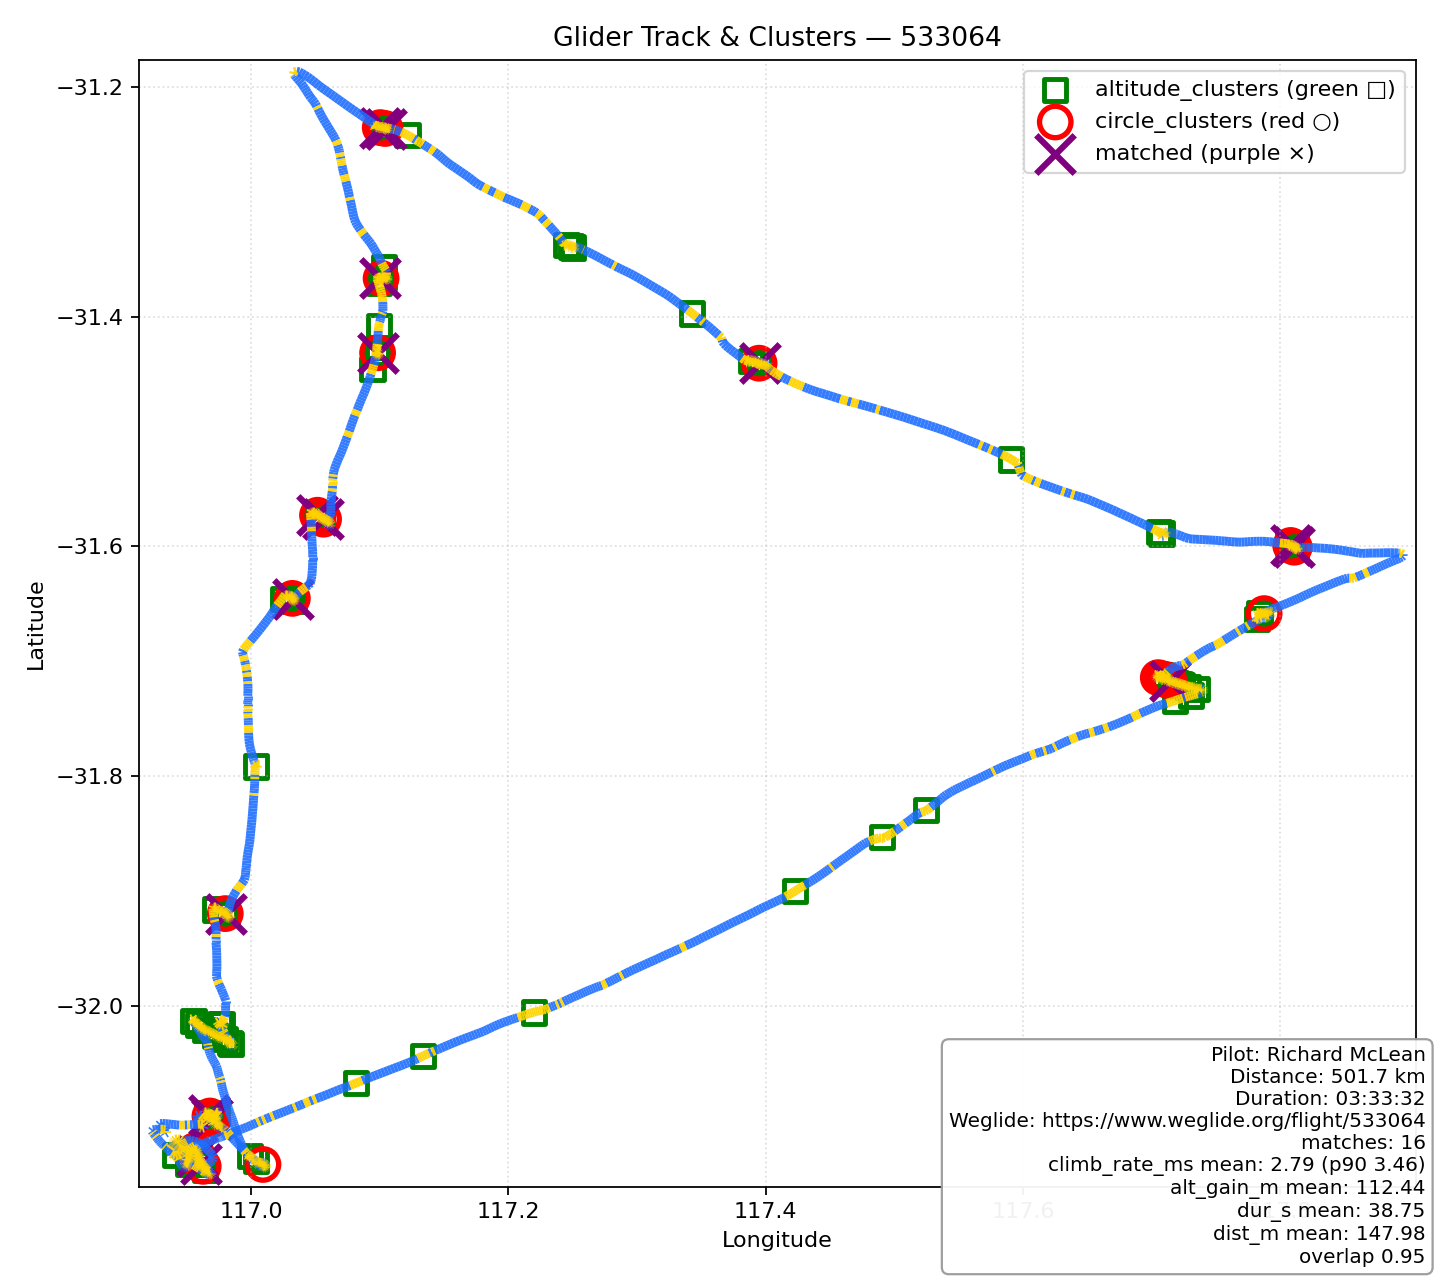 Glider Track & Clusters — 533064
altitude_clusters (green □)
circle_clusters (red ○)
matched (purple ×)
−31.2
−31.4
−31.6
−31.8
−32.0
Latitude
117.0
117.2
117.4
117.6
Longitude
Pilot: Richard McLean
Distance: 501.7 km
Duration: 03:33:32
Weglide: https://www.weglide.org/flight/533064
matches: 16
climb_rate_ms mean: 2.79 (p90 3.46)
alt_gain_m mean: 112.44
dur_s mean: 38.75
dist_m mean: 147.98
overlap 0.95